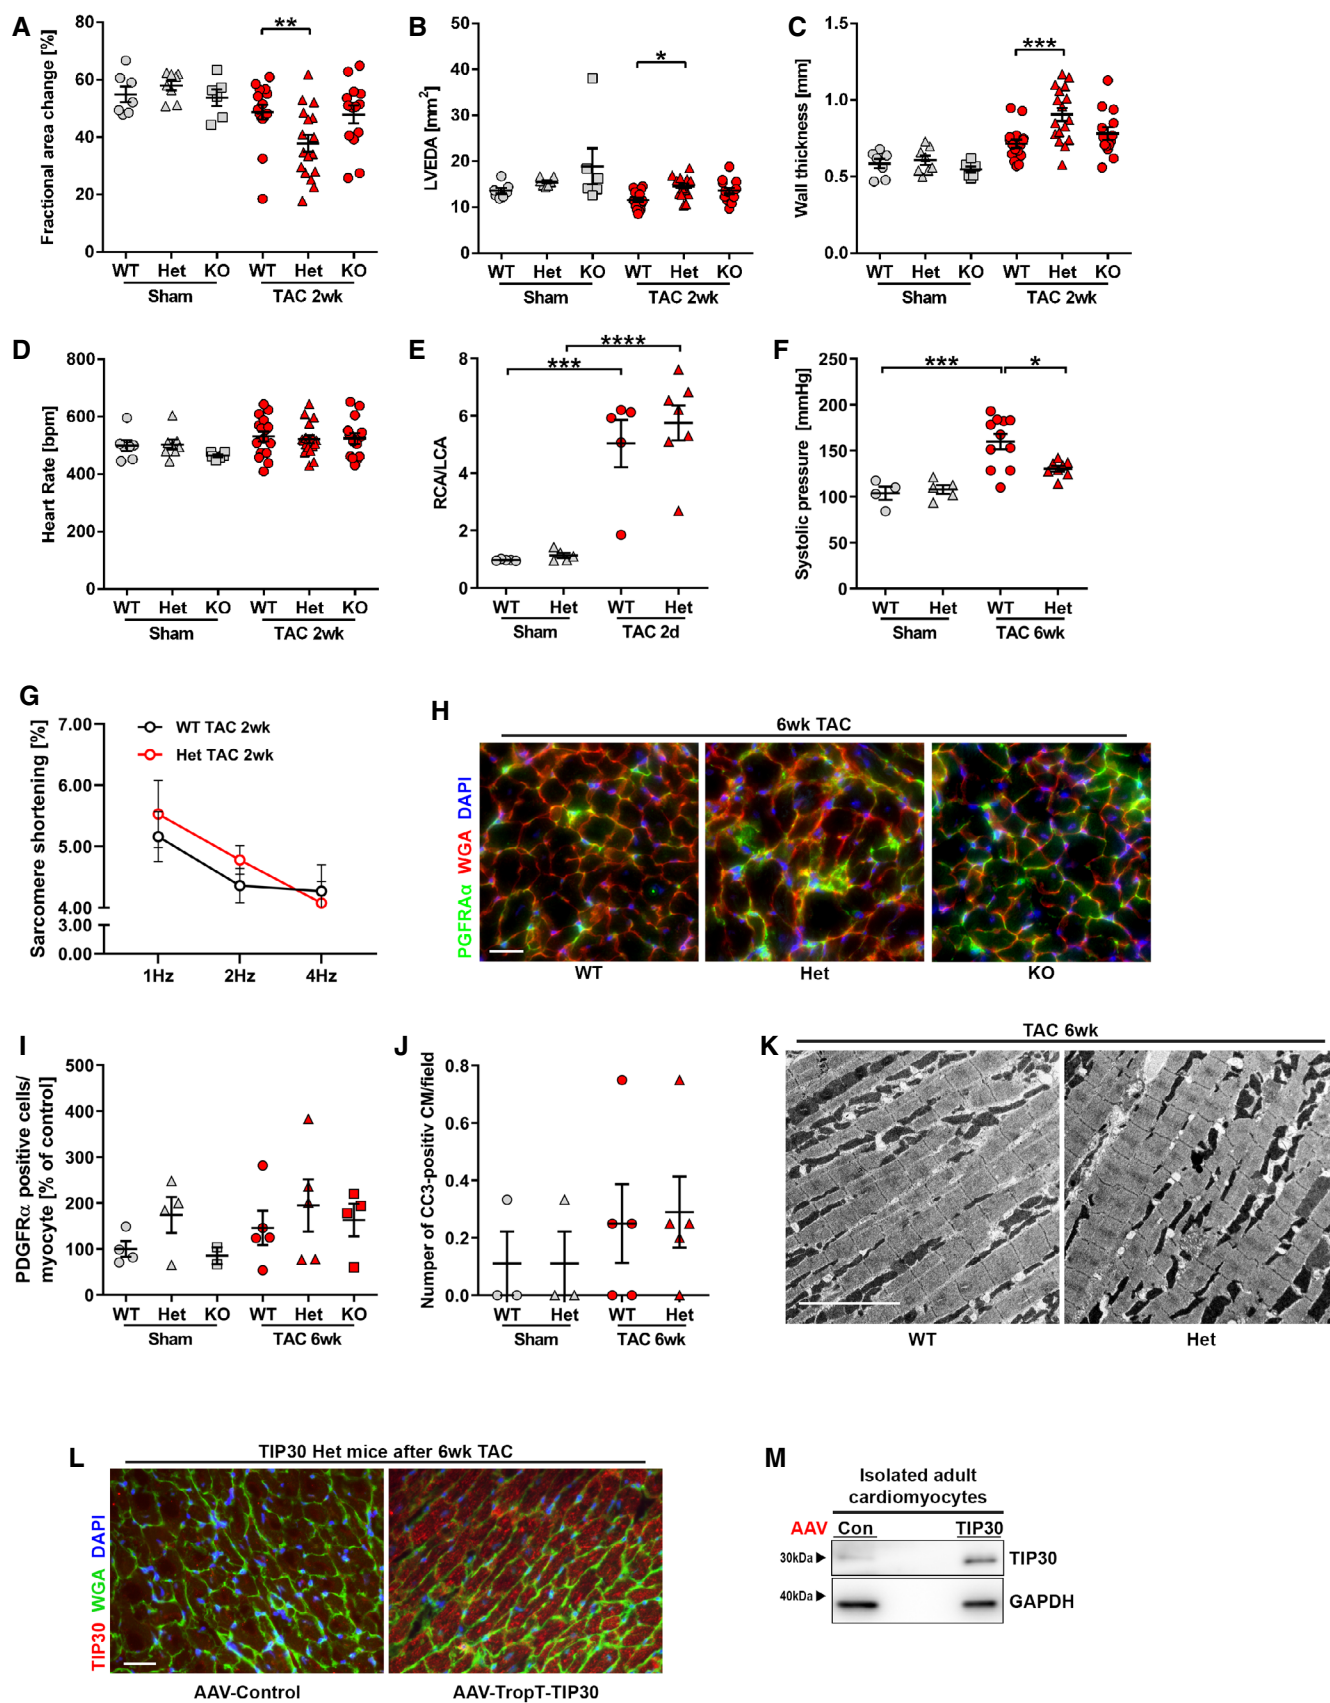 A
Fractional area change [%]
80
60
40
20
0
**
WT Het KO WT Het KO
Sham TAC 2wk
B
LVEDA [mm²]
50
40
30
20
10
0
*
WT Het KO WT Het KO
Sham TAC 2wk
C
Wall thickness [mm]
1.5
1.0
0.5
0.0
***
WT Het KO WT Het KO
Sham TAC 2wk
D
Heart Rate [bpm]
800
600
400
200
0
WT Het KO WT Het KO
Sham TAC 2wk
E
RCA/LCA
8
6
4
2
0
***
****
WT Het WT Het
Sham TAC 2d
F
Systolic pressure [mmHg]
250
200
150
100
50
0
*** *
WT Het WT Het
Sham TAC 6wk
G
Sarcomere shortening [%]
7.00
6.00
5.00
4.00
3.00
0.00
WT TAC 2wk
Het TAC 2wk
1Hz 2Hz 4Hz
H
6wk TAC
PGFRAα WGA DAPI
WT Het KO
I
PDGFRα positive cells/
myocyte [% of control]
500
400
300
200
100
0
WT Het KO WT Het KO
Sham TAC 6wk
J
Numper of CC3-positiv CM/field
0.8
0.6
0.4
0.2
0.0
WT Het WT Het
Sham TAC 6wk
K
TAC 6wk
WT Het
L
TIP30 Het mice after 6wk TAC
TIP30 WGA DAPI
AAV-Control AAV-TropT-TIP30
M
Isolated adult
cardiomyocytes
AAV Con TIP30
30kDa TIP30
40kDa GAPDH